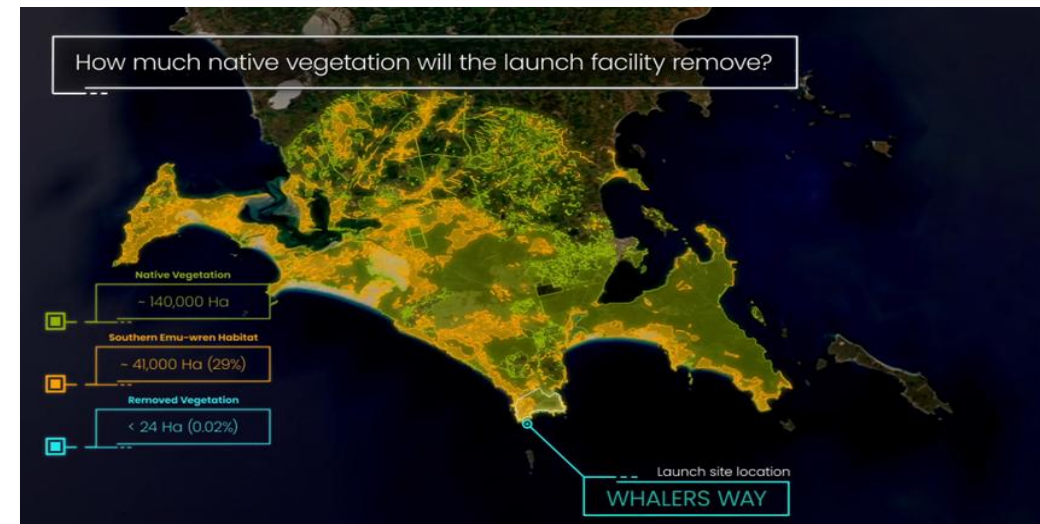 How much native vegetation will the launch facility remove?
Native Vegetation
~ 140,000 Ha
Southern Emu-wren Habitat
~ 41,000 Ha (29%)
Removed Vegetation
< 24 Ha (0.02%)
Launch site location
WHALERS WAY